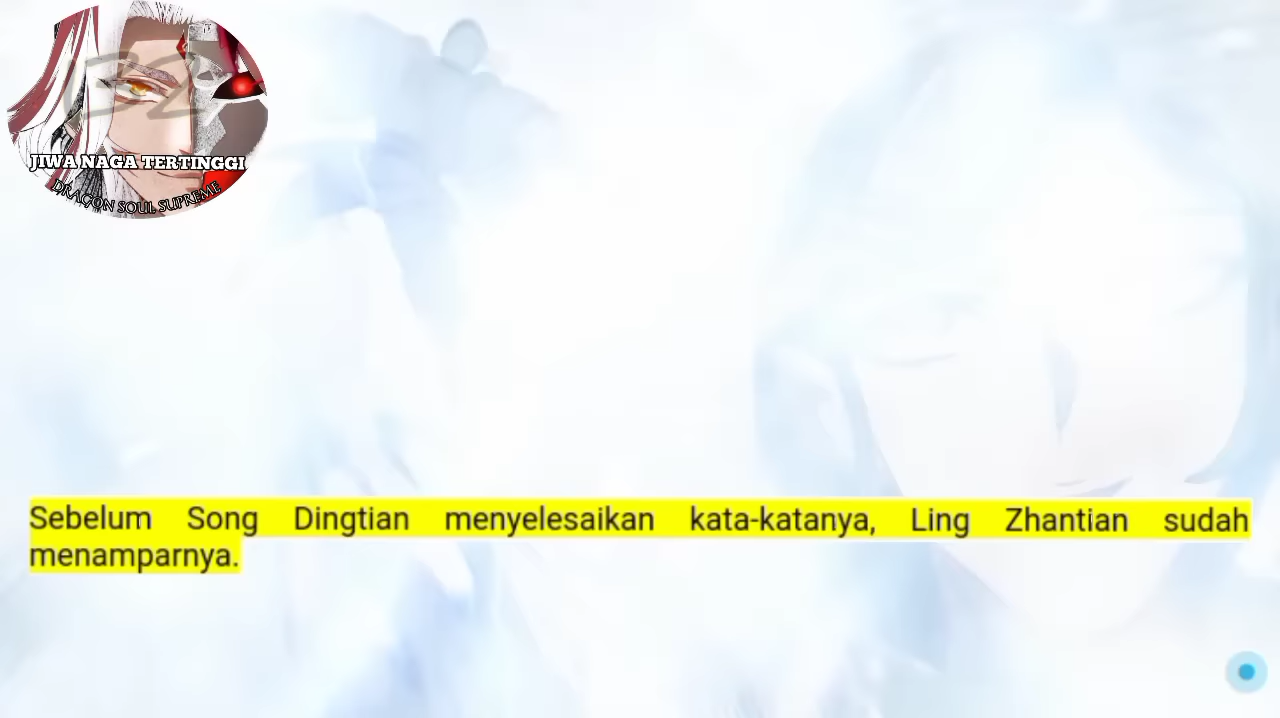 JIWA NAGA TERTINGGI
DRAGON SOUL SUPREME
Sebelum Song Dingtian menyelesaikan kata-katanya, Ling Zhantian sudah
menamparnya.